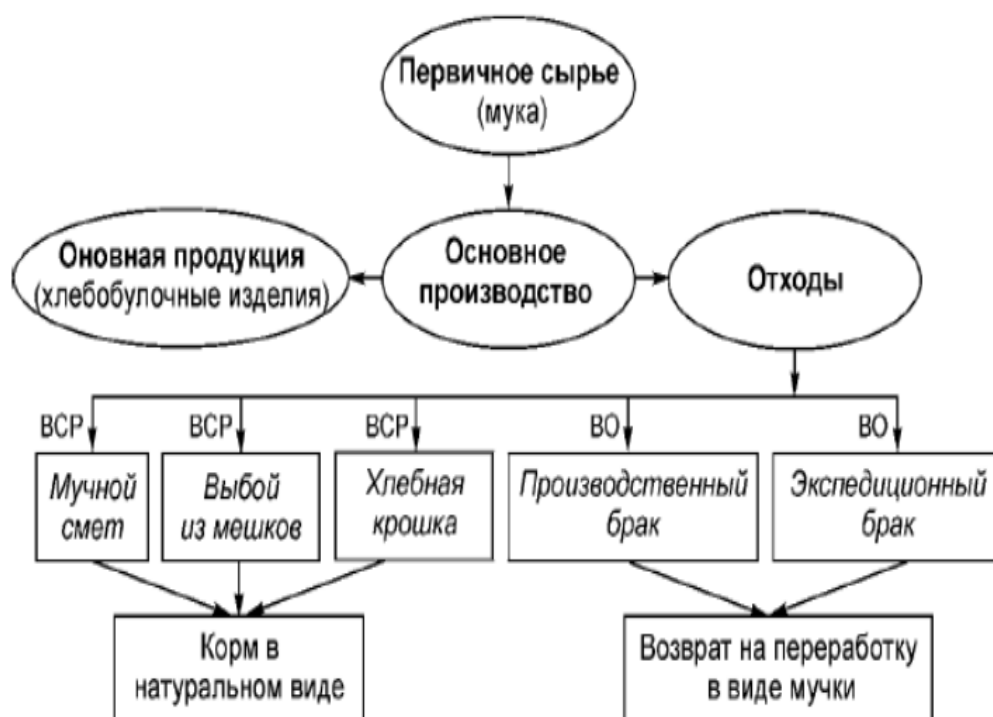 Первичное сырье
(мука)
Оновная продукция
(хлебобулочные изделия)
Основное
производство
Отходы
ВСР
ВСР
ВСР
ВО
ВО
Мучной
смет
Выбой
из мешков
Хлебная
крошка
Производственный
брак
Экспедиционный
брак
Корм в
натуральном виде
Возврат на переработку
в виде мучки